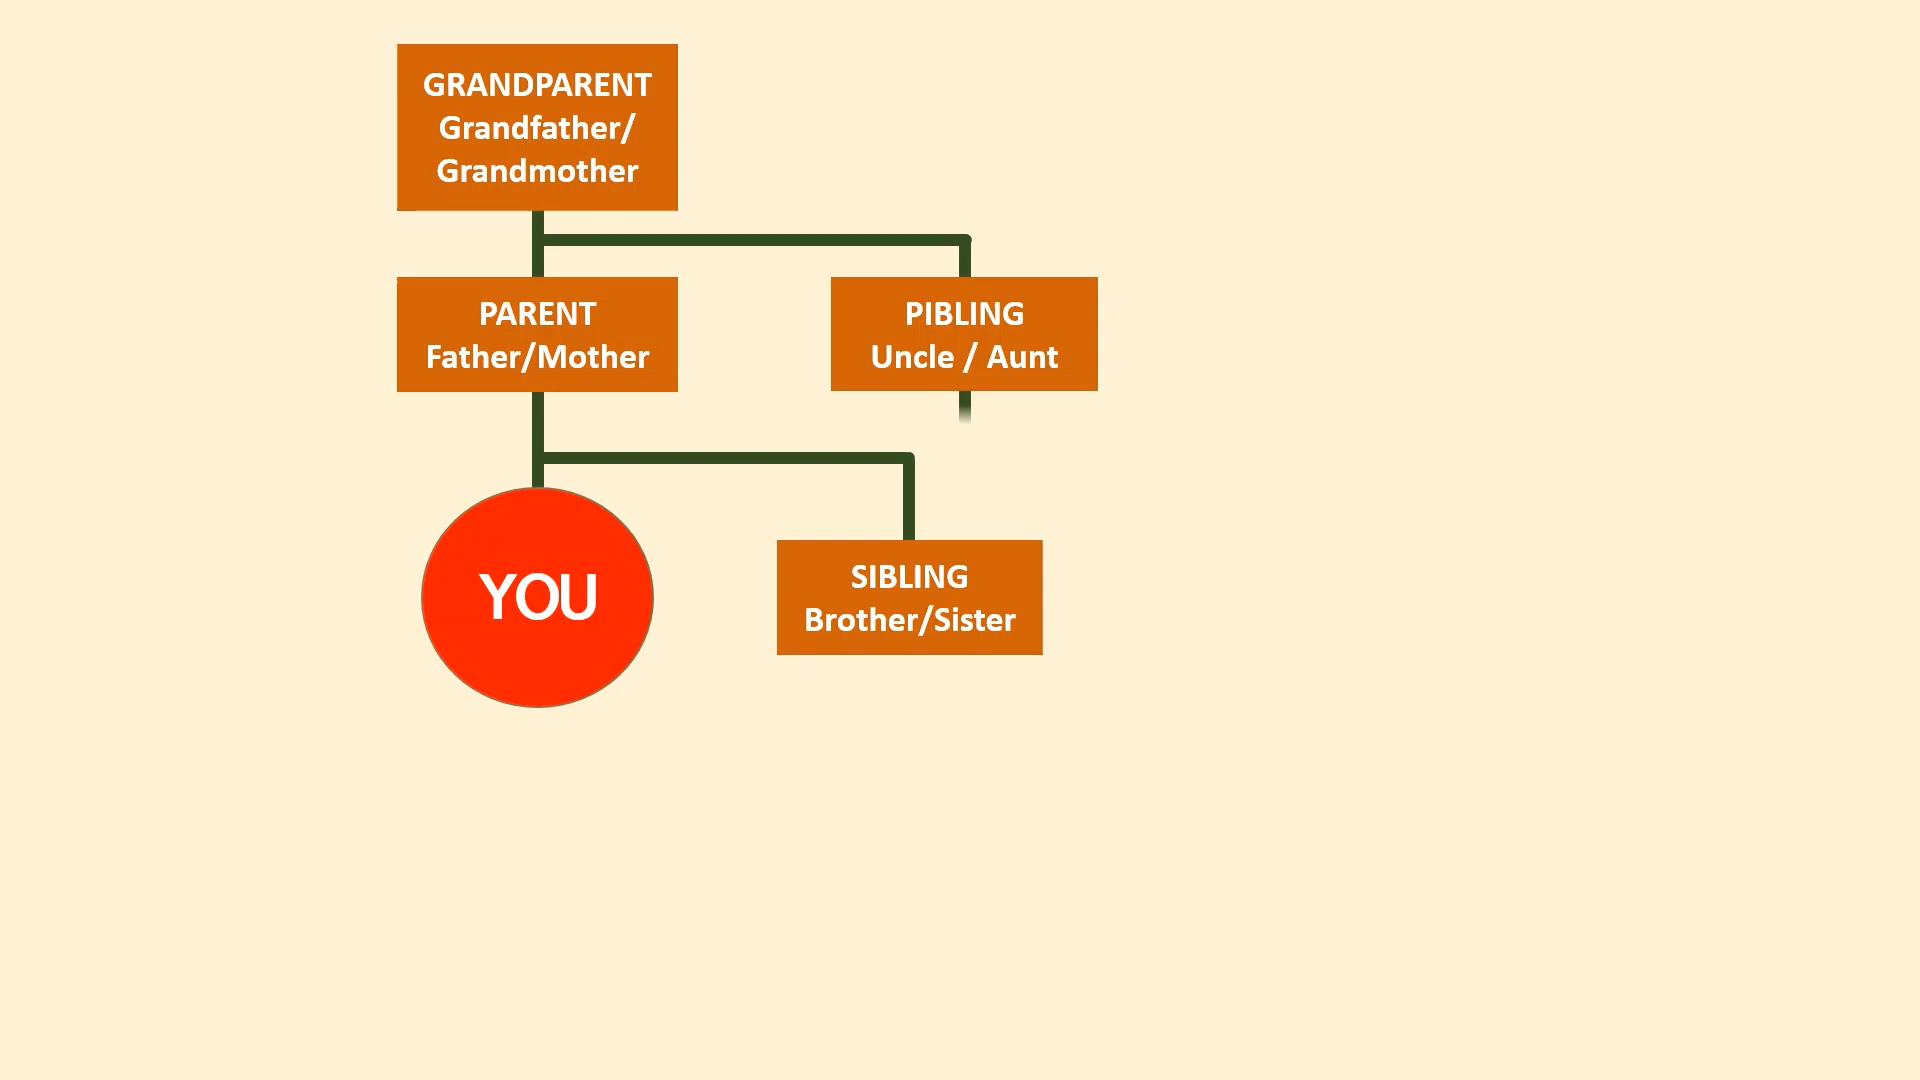 GRANDPARENT
Grandfather/
Grandmother
PARENT
Father/Mother
PIBLING
Uncle / Aunt
YOU
SIBLING
Brother/Sister